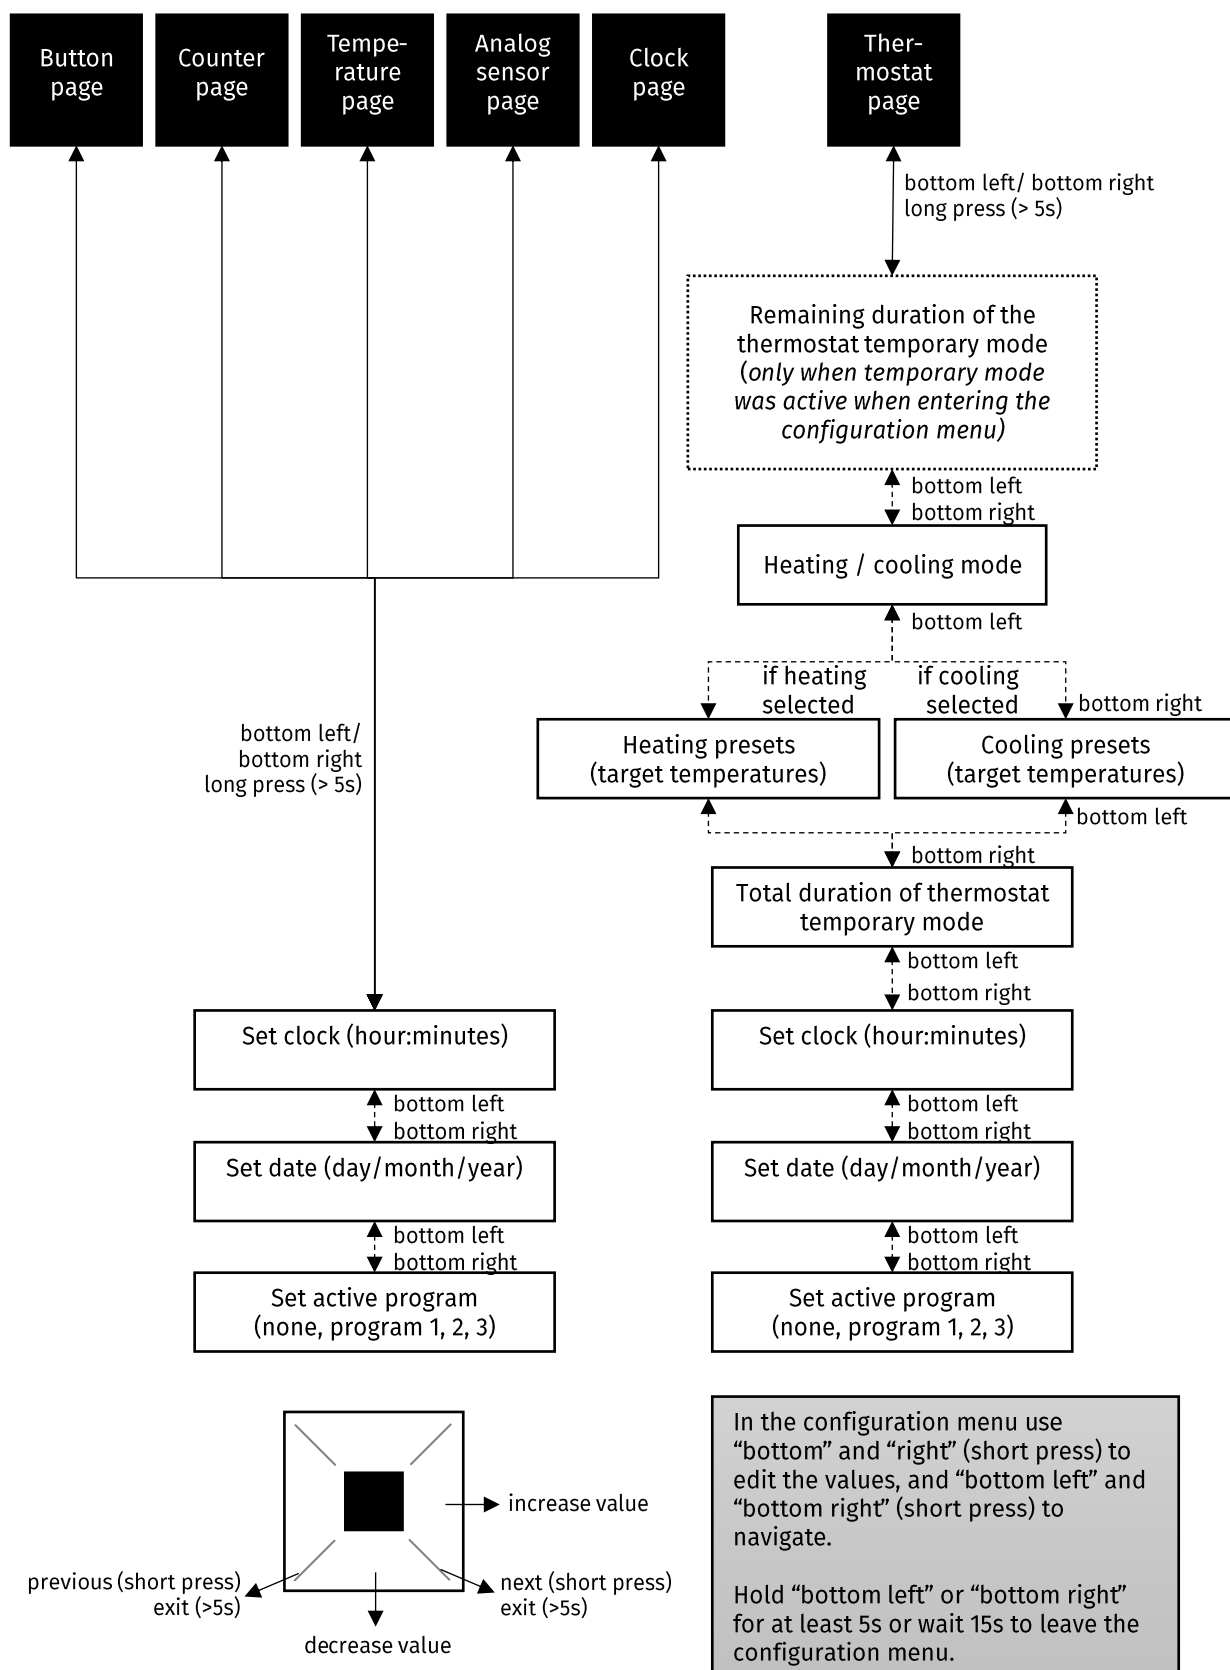 Button
page
Counter
page
Tempe-
rature
page
Analog
sensor
page
Clock
page
Ther-
mostat
page
bottom left/ bottom right
long press (> 5s)
Remaining duration of the
thermostat temporary mode
(only when temporary mode
was active when entering the
configuration menu)
bottom left
bottom right
Heating / cooling mode
bottom left
if heating
selected
if cooling
selected
bottom right
bottom left/
bottom right
long press (> 5s)
Heating presets
(target temperatures)
Cooling presets
(target temperatures)
bottom left
bottom right
Total duration of thermostat
temporary mode
bottom left
bottom right
Set clock (hour:minutes)
bottom left
bottom right
Set date (day/month/year)
bottom left
bottom right
Set active program
(none, program 1, 2, 3)
Set clock (hour:minutes)
bottom left
bottom right
Set date (day/month/year)
bottom left
bottom right
Set active program
(none, program 1, 2, 3)
increase value
previous (short press)
exit (>5s)
next (short press)
exit (>5s)
decrease value
In the configuration menu use
“bottom” and “right” (short press) to
edit the values, and “bottom left” and
“bottom right” (short press) to
navigate.
Hold “bottom left” or “bottom right”
for at least 5s or wait 15s to leave the
configuration menu.